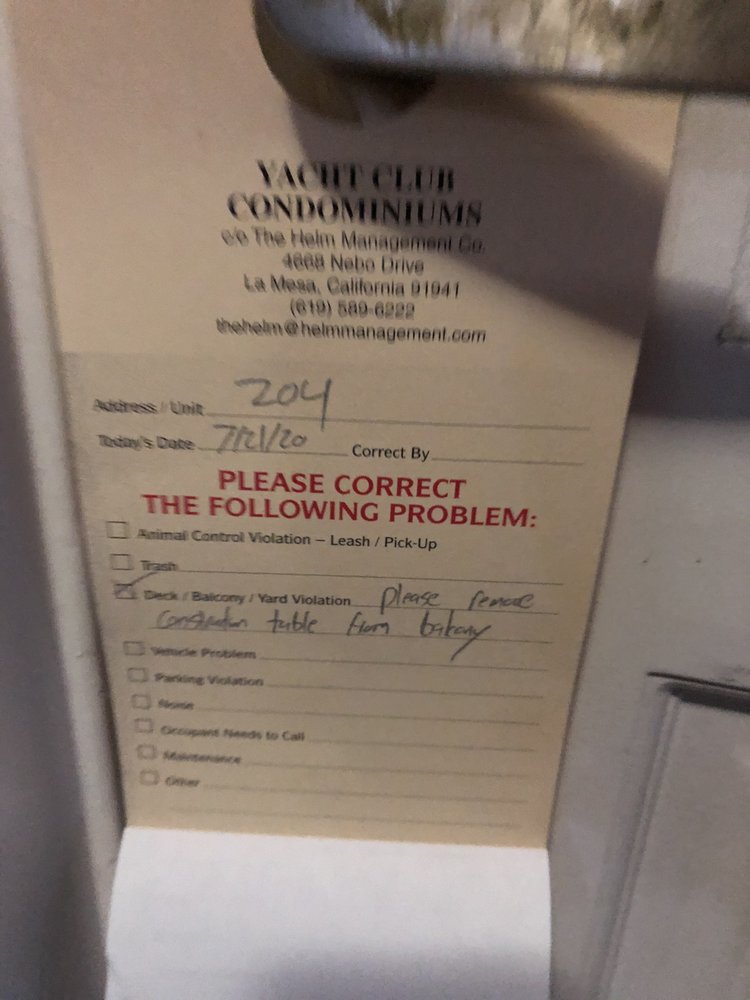 YACHT CLUB
CONDOMINIUMS
c/o The Helm Management Co.
4668 Nebo Drive
La Mesa, California 91941
(619) 589-6222
thehelm@helmmanagement.com
Address / Unit 204
Today's Date 7/21/20 Correct By
PLEASE CORRECT
THE FOLLOWING PROBLEM:
Animal Control Violation – Leash / Pick-Up
Trash
Deck / Balcony / Yard Violation please remove
construction table from balcony
Vehicle Problem
Parking Violation
Noise
Occupant Needs to Call
Maintenance
Other